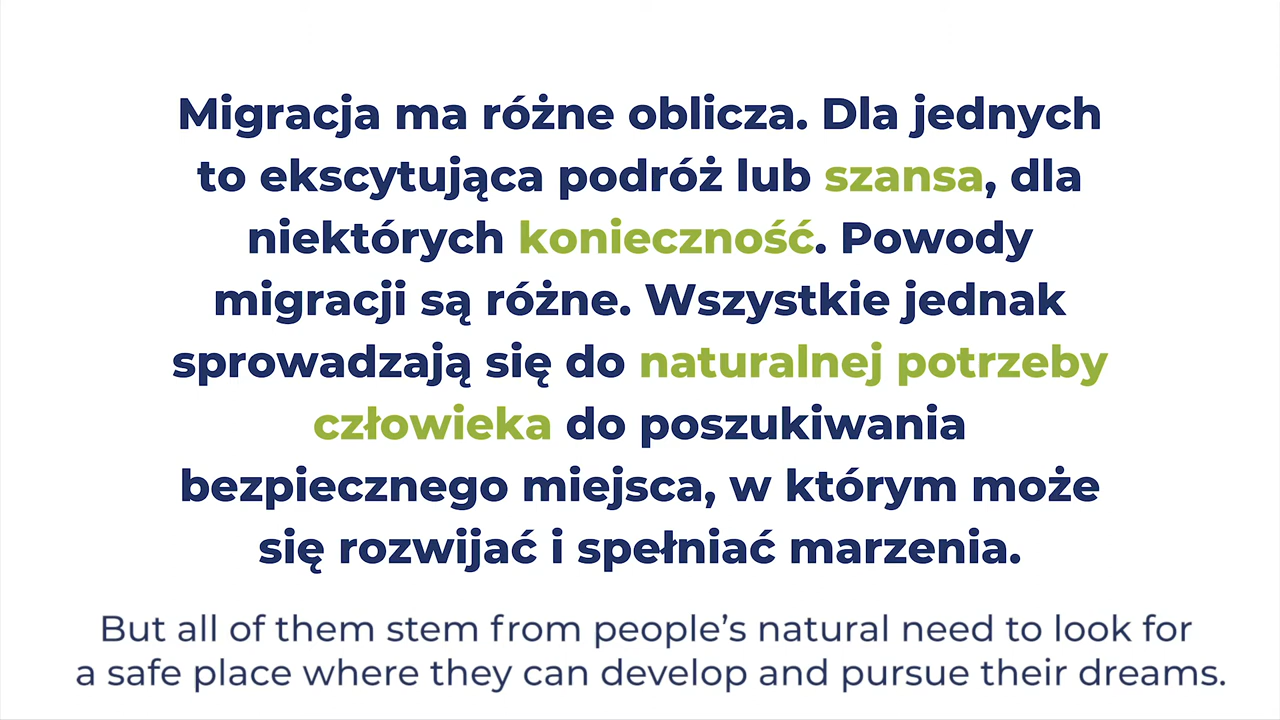 Migracja ma różne oblicza. Dla jednych
to ekscytująca podróż lub szansa, dla
niektórych konieczność. Powody
migracji są różne. Wszystkie jednak
sprowadzają się do naturalnej potrzeby
człowieka do poszukiwania
bezpiecznego miejsca, w którym może
się rozwijać i spełniać marzenia.
But all of them stem from people’s natural need to look for
a safe place where they can develop and pursue their dreams.